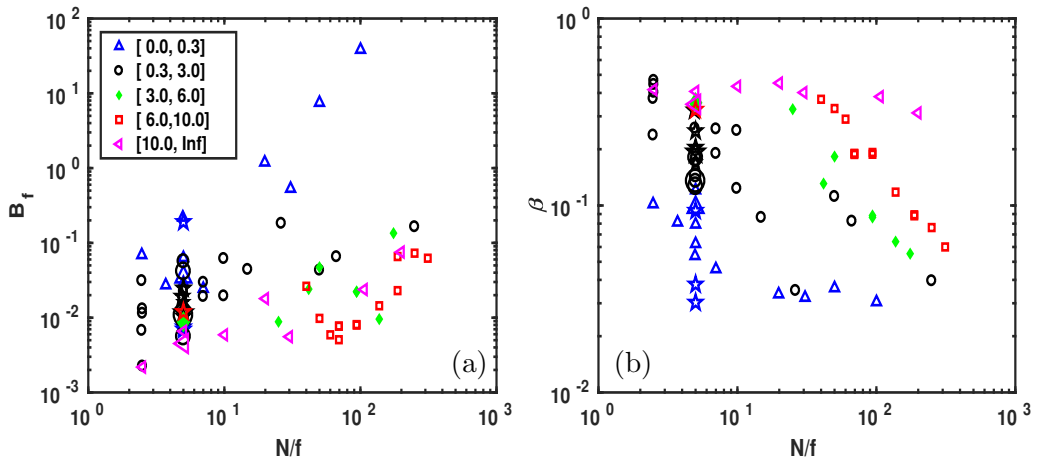 10^2
10^1
10^0
10^-1
10^-2
10^-3
B_f
[ 0.0, 0.3]
[ 0.3, 3.0]
[ 3.0, 6.0]
[ 6.0,10.0]
[10.0, Inf]
(a)
10^0 10^1 10^2 10^3
N/f
10^0
10^-1
10^-2
β
(b)
10^0 10^1 10^2 10^3
N/f